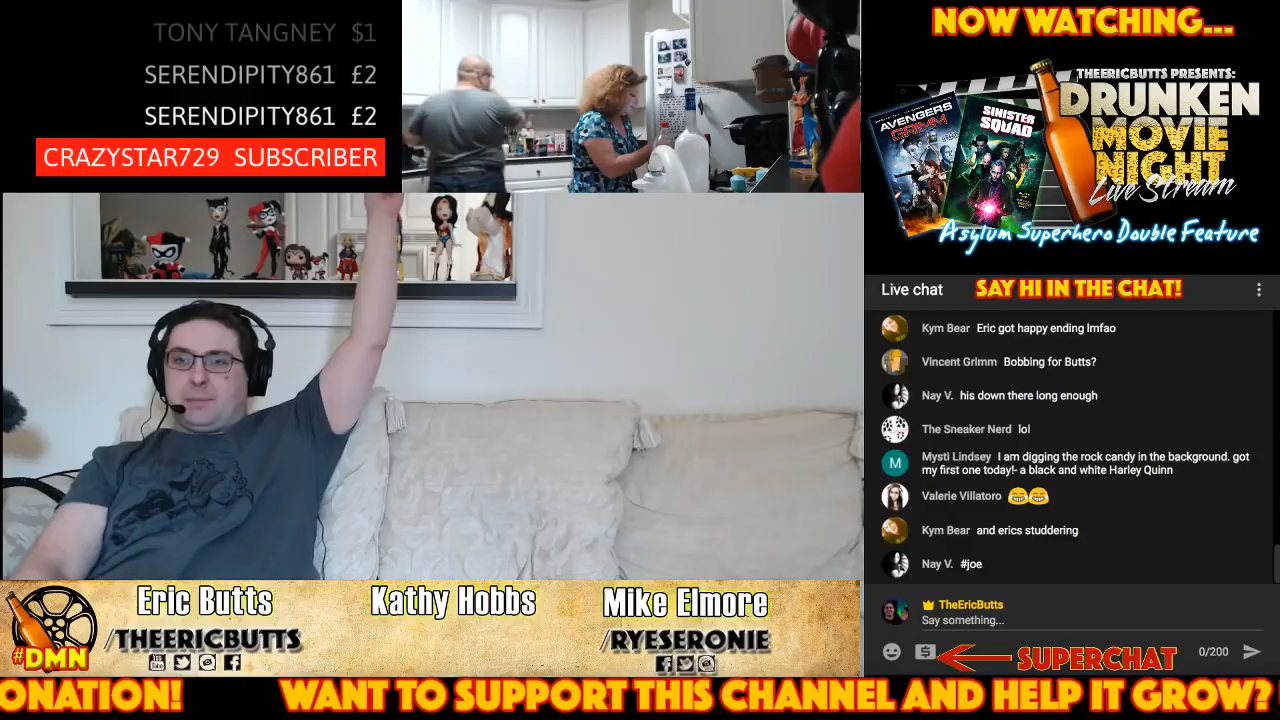 TONY TANGNEY $1
SERENDIPITY861 £2
SERENDIPITY861 £2
CRAZYSTAR729 SUBSCRIBER
NOW WATCHING...
THEERICBUTTS PRESENTS:
DRUNKEN
MOVIE
NIGHT
Live Stream
AVENGERS
GRIMM
SINISTER
SQUAD
Asylum Superhero Double Feature
Live chat
SAY HI IN THE CHAT!
Kym Bear Eric got happy ending lmfao
Vincent Grimm Bobbing for Butts?
Nay V. his down there long enough
The Sneaker Nerd lol
M
Mysti Lindsey I am digging the rock candy in the background. got
my first one today!- a black and white Harley Quinn
Valerie Villatoro 😂😂
Kym Bear and erics studdering
Nay V. #joe
TheEricButts
Say something...
SUPERCHAT
0/200
Eric Butts
/THEERICBUTTS
Kathy Hobbs
Mike Elmore
/RYESERONIE
#DMN
ONATION! WANT TO SUPPORT THIS CHANNEL AND HELP IT GROW?